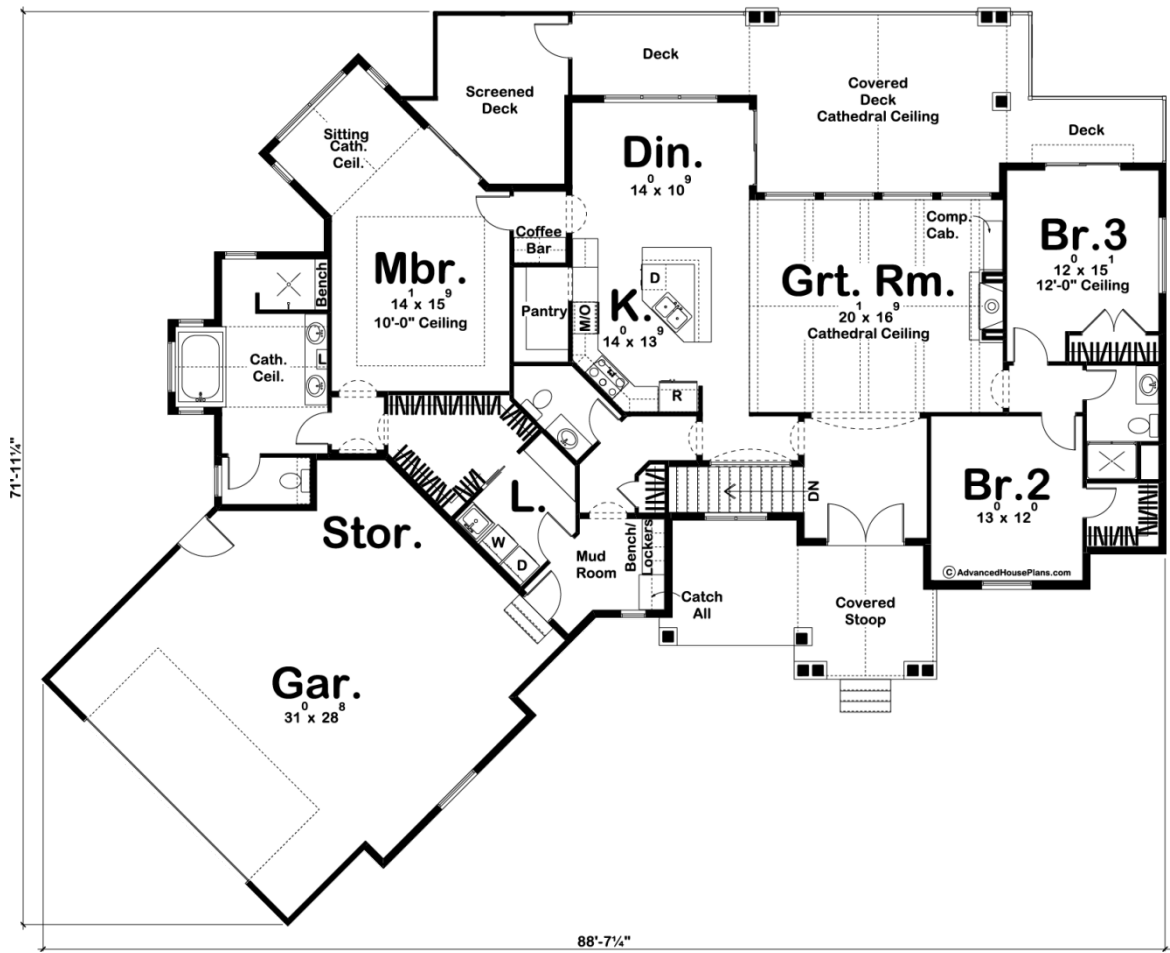 Deck
Screened
Deck
Covered
Deck
Cathedral Ceiling
Deck
Sitting
Cath.
Ceil.
Din.
14⁰ x 10⁹
Coffee
Bar
Comp.
Cab.
Br.3
12⁰ x 15¹
12'-0" Ceiling
Mbr.
14¹ x 15⁹
10'-0" Ceiling
Bench
Grt. Rm.
20¹ x 16⁹
Cathedral Ceiling
D
K.
14⁰ x 13⁹
M/O
Pantry
Cath.
Ceil.
L
R
71'-11¼"
Br.2
13⁰ x 12⁰
DN
Stor.
L.
W
D
Mud
Room
Bench/
Lockers
© AdvancedHousePlans.com
Catch
All
Covered
Stoop
Gar.
31⁰ x 28⁸
88'-7¼"